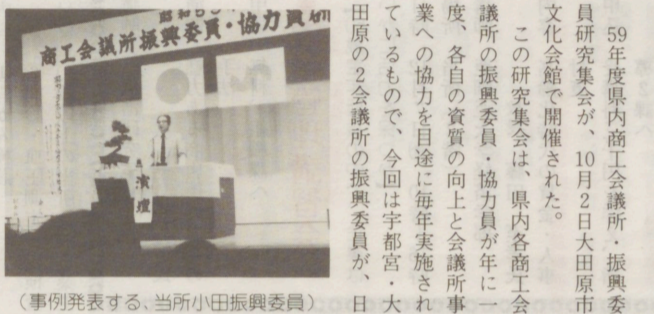 59年度県内商工会議所・振興委
員研究集会が、10月2日大田原市
文化会館で開催された。
この研究集会は、県内各商工会
議所の振興委員・協力員が年に一
度、各自の資質の向上と会議所事
業への協力を目途に毎年実施され
ているもので、今回は宇都宮・大
田原の2会議所の振興委員が、日
昭和59
商工会議所振興委員・協力員研
演壇
（事例発表する、当所小田振興委員）